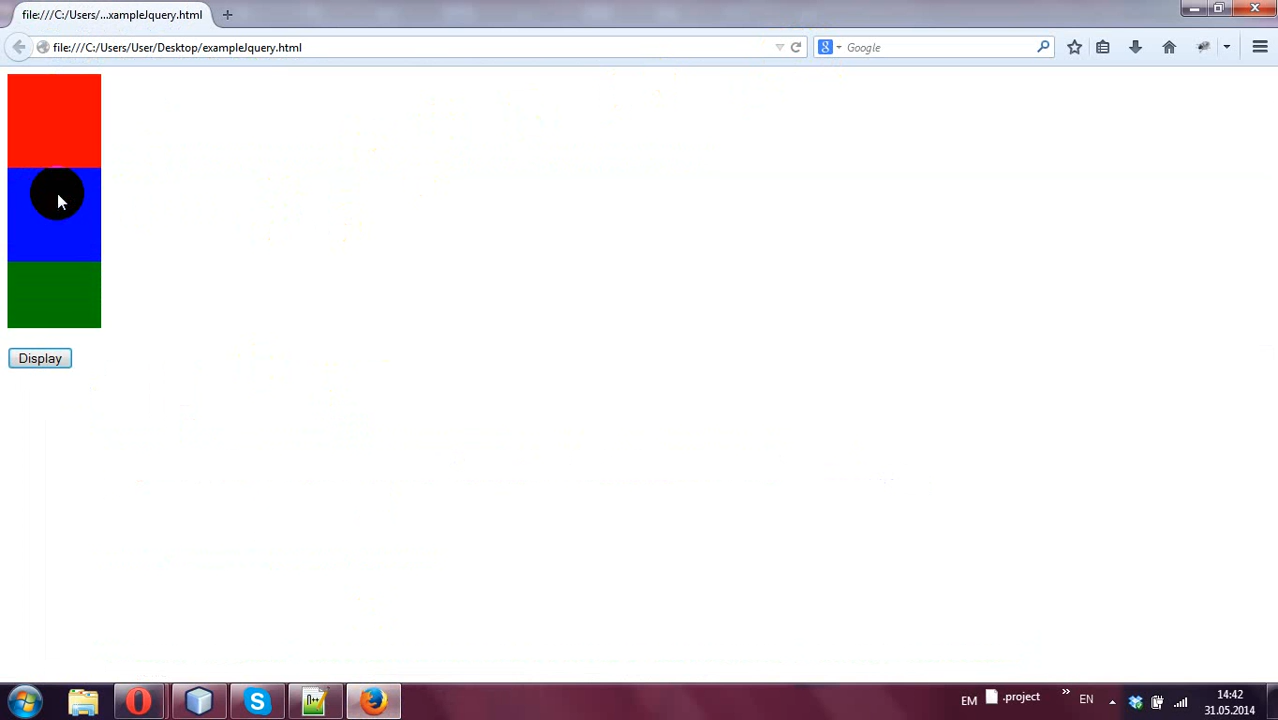 file:///C:/Users/...xampleJquery.html
file:///C:/Users/User/Desktop/exampleJquery.html
Google
Display
EM
.project
EN
14:42
31.05.2014